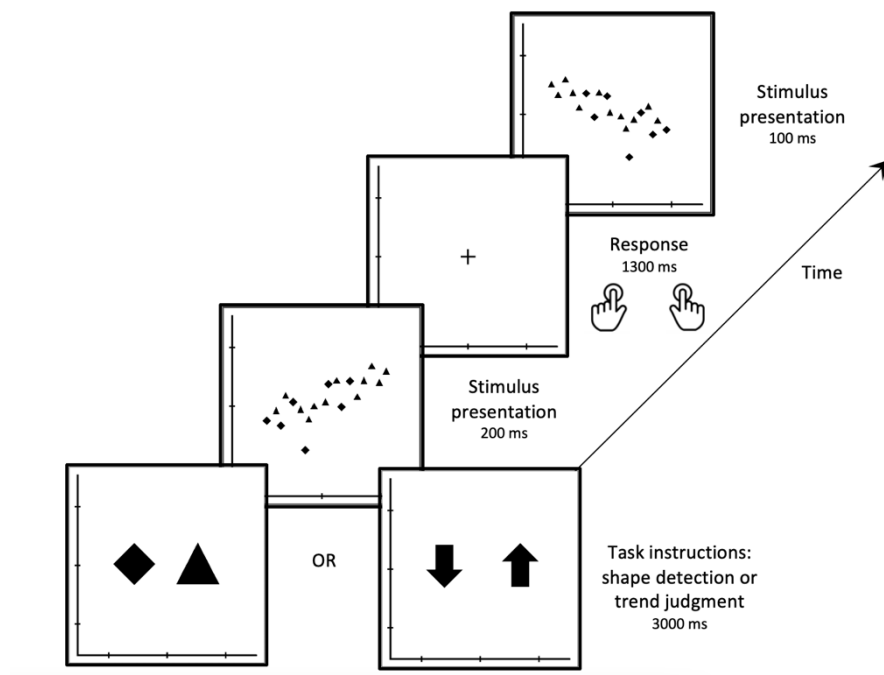 Stimulus
presentation
100 ms
Response
1300 ms
Time
Stimulus
presentation
200 ms
OR
Task instructions:
shape detection or
trend judgment
3000 ms